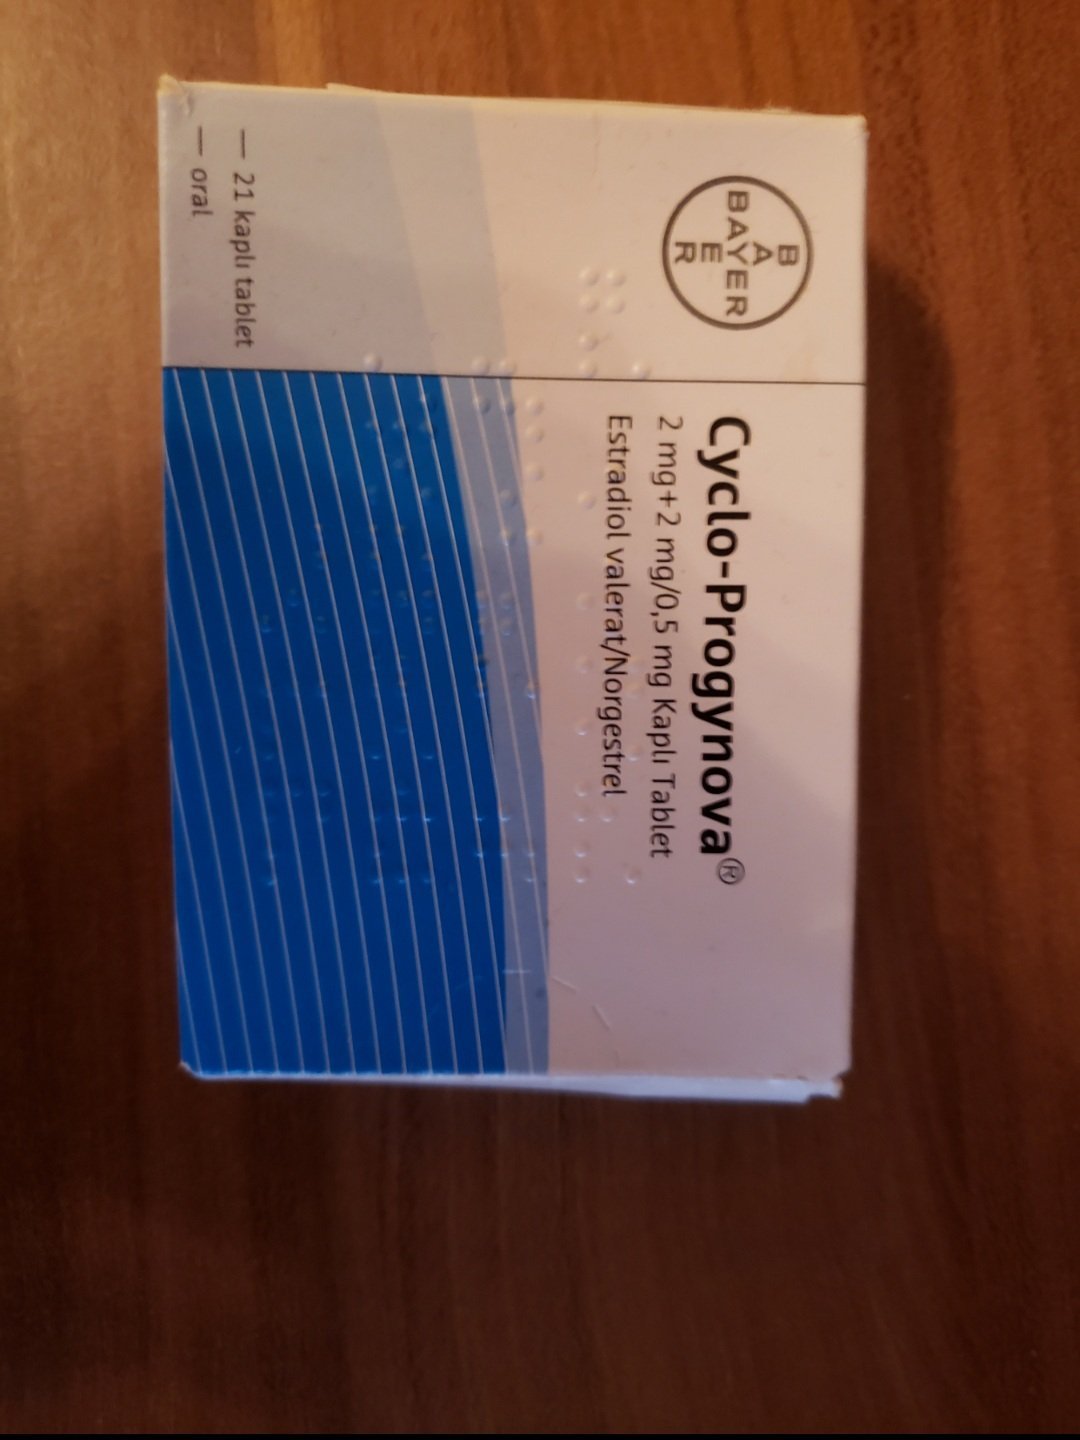 BAYER
BAYER
Cyclo-Progynova®
2 mg+2 mg/0,5 mg Kaplı Tablet
Estradiol valerat/Norgestrel
— 21 kaplı tablet
— oral